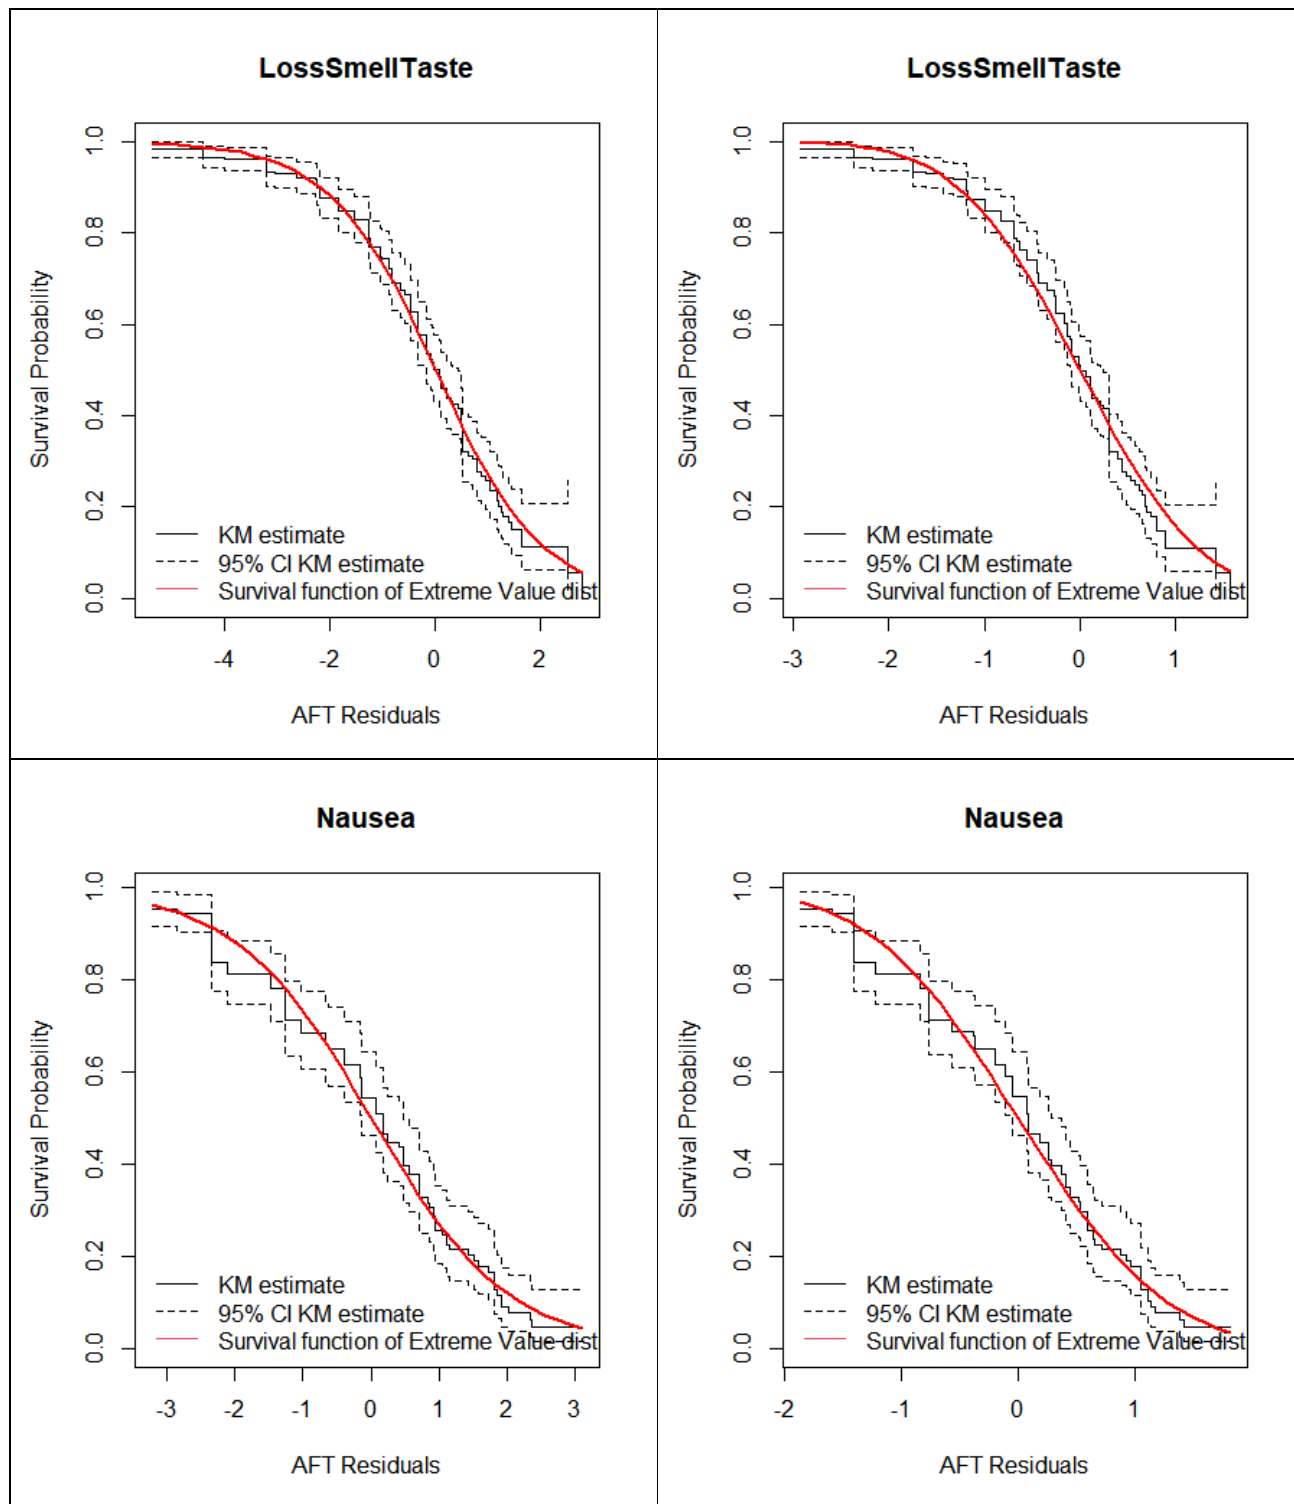 LossSmellTaste
1.0
0.8
0.6
0.4
0.2
0.0
Survival Probability
KM estimate
95% CI KM estimate
Survival function of Extreme Value dist
-4 -2 0 2
AFT Residuals
LossSmellTaste
1.0
0.8
0.6
0.4
0.2
0.0
Survival Probability
KM estimate
95% CI KM estimate
Survival function of Extreme Value dist
-3 -2 -1 0 1
AFT Residuals
Nausea
1.0
0.8
0.6
0.4
0.2
0.0
Survival Probability
KM estimate
95% CI KM estimate
Survival function of Extreme Value dist
-3 -2 -1 0 1 2 3
AFT Residuals
Nausea
1.0
0.8
0.6
0.4
0.2
0.0
Survival Probability
KM estimate
95% CI KM estimate
Survival function of Extreme Value dist
-2 -1 0 1
AFT Residuals